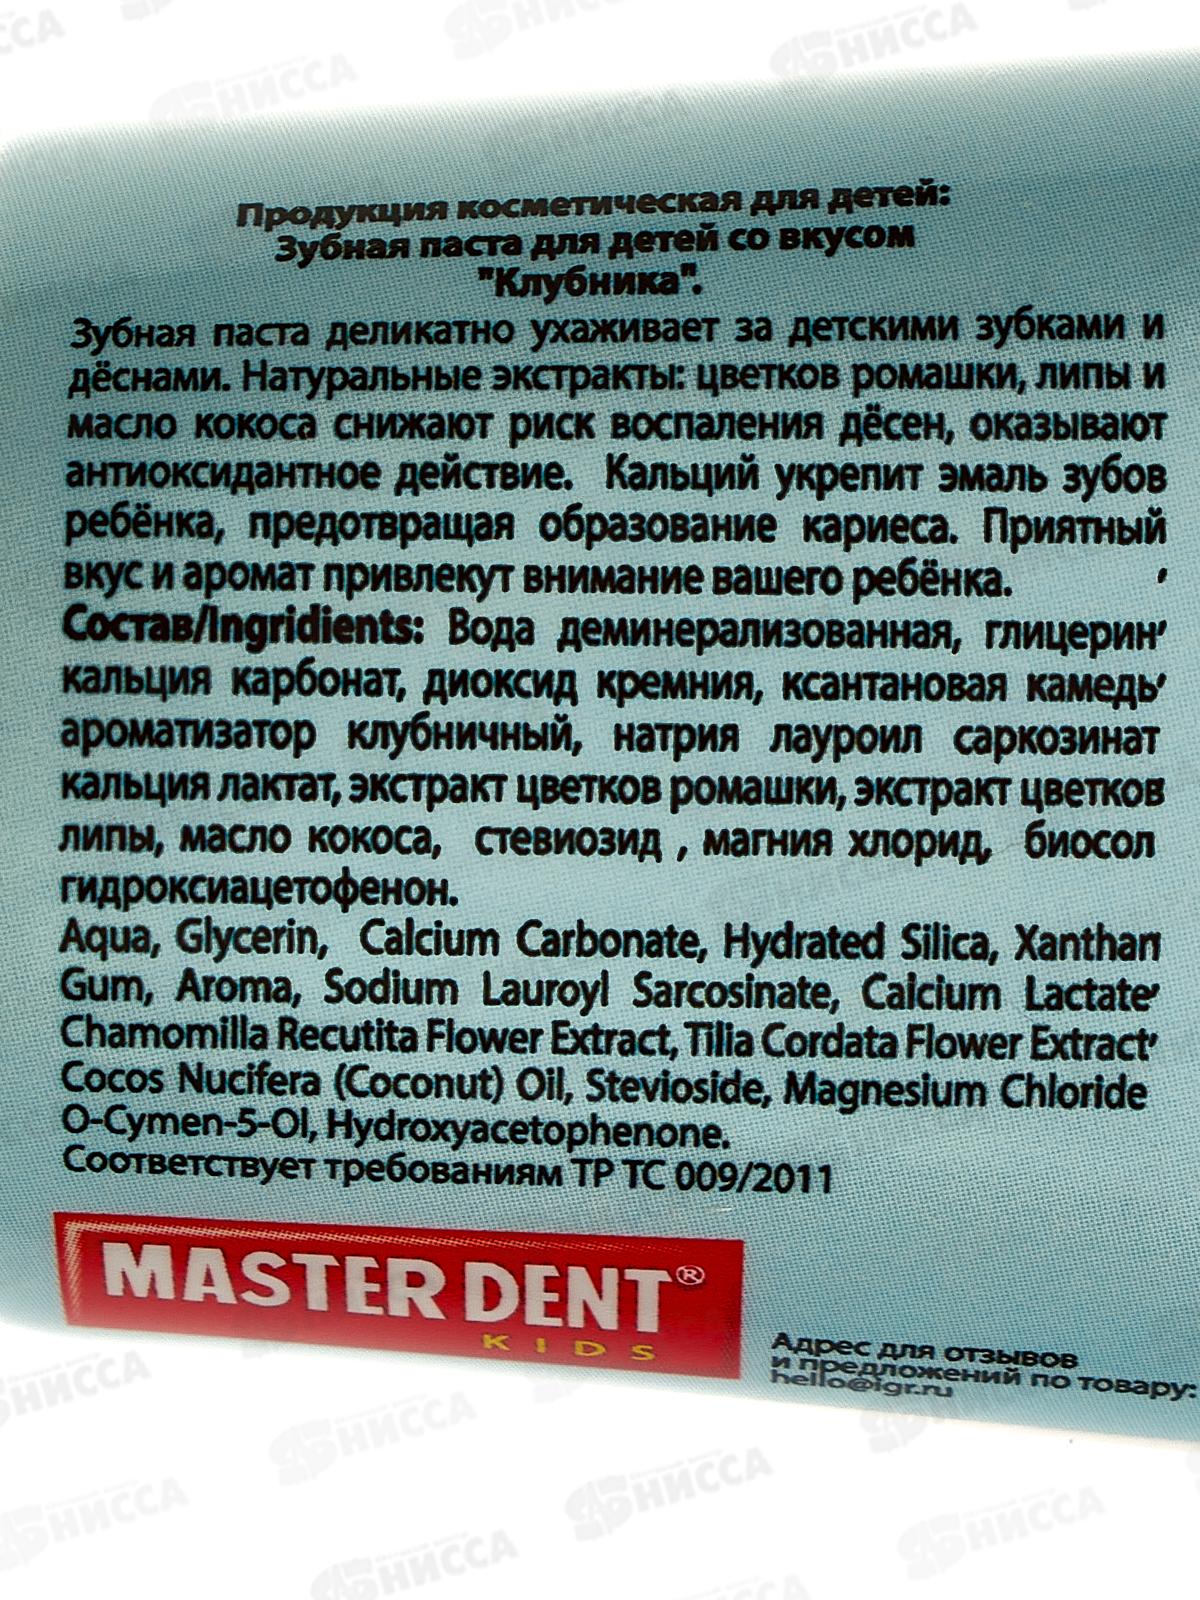 Продукция косметическая для детей:
Зубная паста для детей со вкусом
"Клубника".
Зубная паста деликатно ухаживает за детскими зубками и
дёснами. Натуральные экстракты: цветков ромашки, липы и
масло кокоса снижают риск воспаления дёсен, оказывают
антиоксидантное действие. Кальций укрепит эмаль зубов
ребёнка, предотвращая образование кариеса. Приятный
вкус и аромат привлекут внимание вашего ребёнка. ,
Состав/Ingridients: Вода деминерализованная, глицерин,
кальция карбонат, диоксид кремния, ксантановая камедь,
ароматизатор клубничный, натрия лауроил саркозинат
кальция лактат, экстракт цветков ромашки, экстракт цветков
липы, масло кокоса, стевиозид , магния хлорид, биосол
гидроксиацетофенон.
Aqua, Glycerin, Calcium Carbonate, Hydrated Silica, Xanthan
Gum, Aroma, Sodium Lauroyl Sarcosinate, Calcium Lactate,
Chamomilla Recutita Flower Extract, Tilia Cordata Flower Extract,
Cocos Nucifera (Coconut) Oil, Stevioside, Magnesium Chloride
O-Cymen-5-Ol, Hydroxyacetophenone.
Соответствует требованиям ТР ТС 009/2011
MASTER DENT®
KIDS
Адрес для отзывов
и предложений по товару:
hello@igr.ru
НИССА